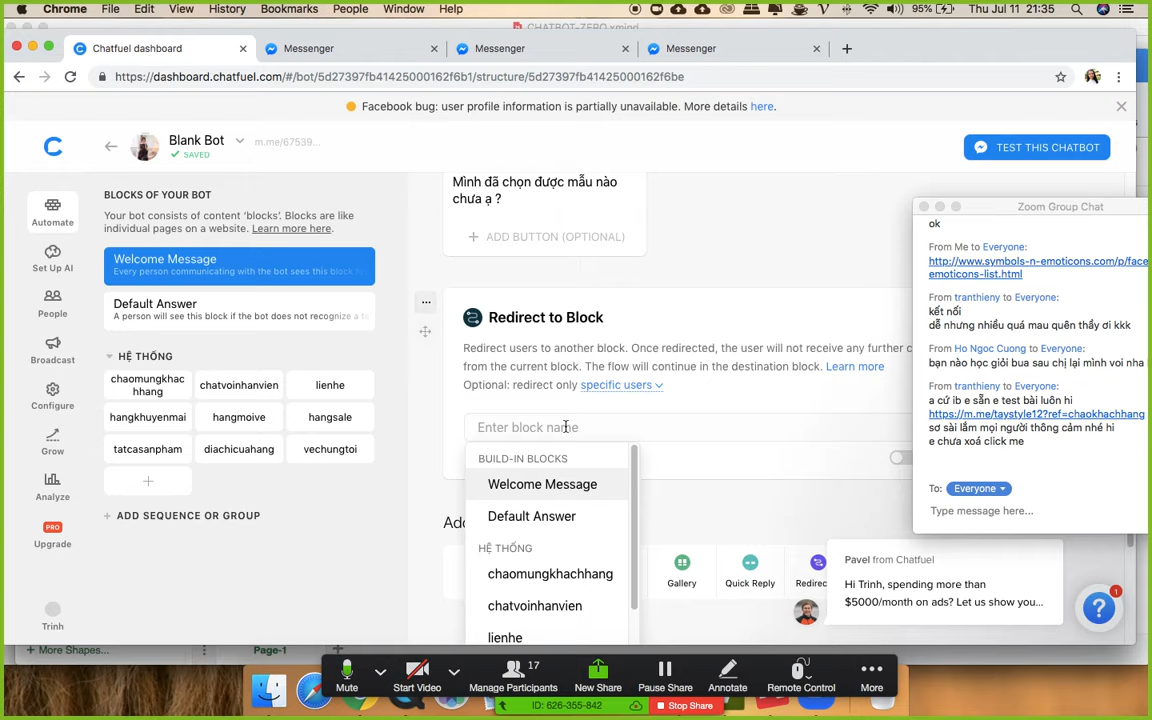 Chrome File Edit View History Bookmarks People Window Help 95% Thu Jul 11 21:35
CHATBOT-ZERO.xmind
Chatfuel dashboard
Messenger
Messenger
Messenger
https://dashboard.chatfuel.com/#/bot/5d27397fb41425000162f6b1/structure/5d27397fb41425000162f6be
Facebook bug: user profile information is partially unavailable. More details here.
Blank Bot
m.me/67539...
SAVED
TEST THIS CHATBOT
Automate
Set Up AI
People
Broadcast
Configure
Grow
Analyze
PRO
Upgrade
Trinh
BLOCKS OF YOUR BOT
Your bot consists of content 'blocks'. Blocks are like
individual pages on a website. Learn more here.
Welcome Message
Every person communicating with the bot sees this block
Default Answer
A person will see this block if the bot does not recognize a
HỆ THỐNG
chaomungkhac
hhang
chatvoinhanvien
lienhe
hangkhuyenmai
hangmoive
hangsale
tatcasanpham
diachicuahang
vechungtoi
+ ADD SEQUENCE OR GROUP
Mình đã chọn được mẫu nào
chưa ạ ?
+ ADD BUTTON (OPTIONAL)
Redirect to Block
Redirect users to another block. Once redirected, the user will not receive any further c
from the current block. The flow will continue in the destination block. Learn more
Optional: redirect only specific users
Enter block name
BUILD-IN BLOCKS
Welcome Message
Default Answer
HỆ THỐNG
chaomungkhachhang
chatvoinhanvien
lienhe
Gallery
Quick Reply
Redirec
Zoom Group Chat
ok
From Me to Everyone:
http://www.symbols-n-emoticons.com/p/face
emoticons-list.html
From tranthieny to Everyone:
kết nối
dễ nhưng nhiều quá mau quên thầy ơi kkk
From Ho Ngoc Cuong to Everyone:
bạn nào học giỏi bua sau chị lại mình voi nha
From tranthieny to Everyone:
a cứ ib e sẵn e test bài luôn hi
https://m.me/taystyle12?ref=chaokhachhang
sơ sài lắm mọi người thông cảm nhé hi
e chưa xoá click me
To: Everyone
Type message here...
Pavel from Chatfuel
Hi Trinh, spending more than
$5000/month on ads? Let us show you...
?
1
+ More Shapes...
Page-1
Mute
Start Video
17
Manage Participants
New Share
Pause Share
Annotate
Remote Control
More
ID: 626-355-842
Stop Share